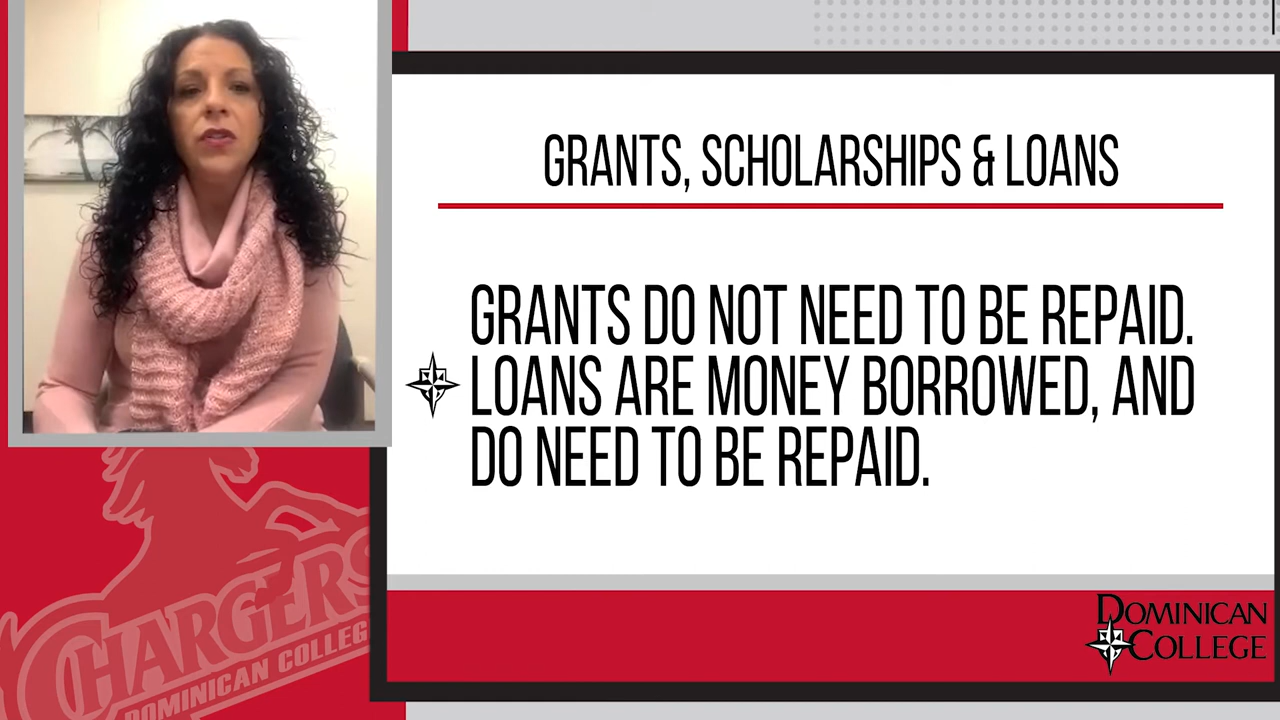 GRANTS, SCHOLARSHIPS & LOANS
GRANTS DO NOT NEED TO BE REPAID.
LOANS ARE MONEY BORROWED, AND
DO NEED TO BE REPAID.
CHARGERS
DOMINICAN COLLEGE
DOMINICAN
COLLEGE